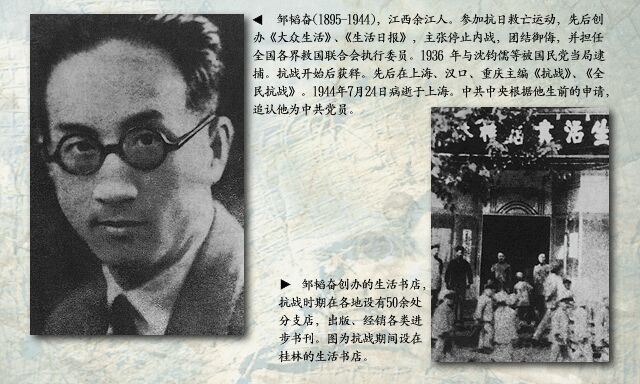 ◀ 邹韬奋(1895-1944)，江西余江人。参加抗日救亡运动，先后创
办《大众生活》、《生活日报》，主张停止内战，团结御侮，并担任
全国各界救国联合会执行委员。1936 年与沈钧儒等被国民党当局逮
捕。抗战开始后获释。先后在上海、汉口、重庆主编《抗战》、《全
民抗战》。1944年7月24日病逝于上海。中共中央根据他生前的申请，
追认他为中共党员。
店书活生
▶ 邹韬奋创办的生活书店，
抗战时期在各地设有50余处
分支店，出版、经销各类进
步书刊。图为抗战期间设在
桂林的生活书店。